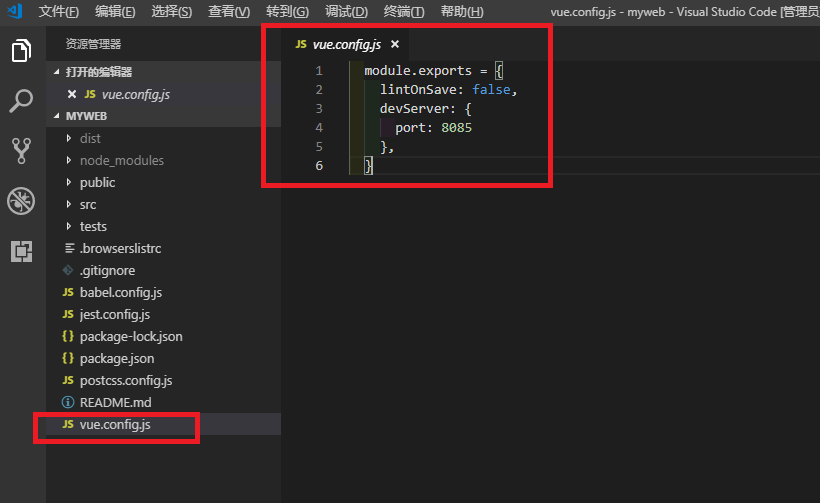 文件(F) 编辑(E) 选择(S) 查看(V) 转到(G) 调试(D) 终端(T) 帮助(H) vue.config.js - myweb - Visual Studio Code [管理员
资源管理器
打开的编辑器
JS vue.config.js
MYWEB
dist
node_modules
public
src
tests
.browserslistrc
.gitignore
JS babel.config.js
JS jest.config.js
{ } package-lock.json
{ } package.json
JS postcss.config.js
README.md
JS vue.config.js
JS vue.config.js ×
1 module.exports = {
2 lintOnSave: false,
3 devServer: {
4 port: 8085
5 },
6 }